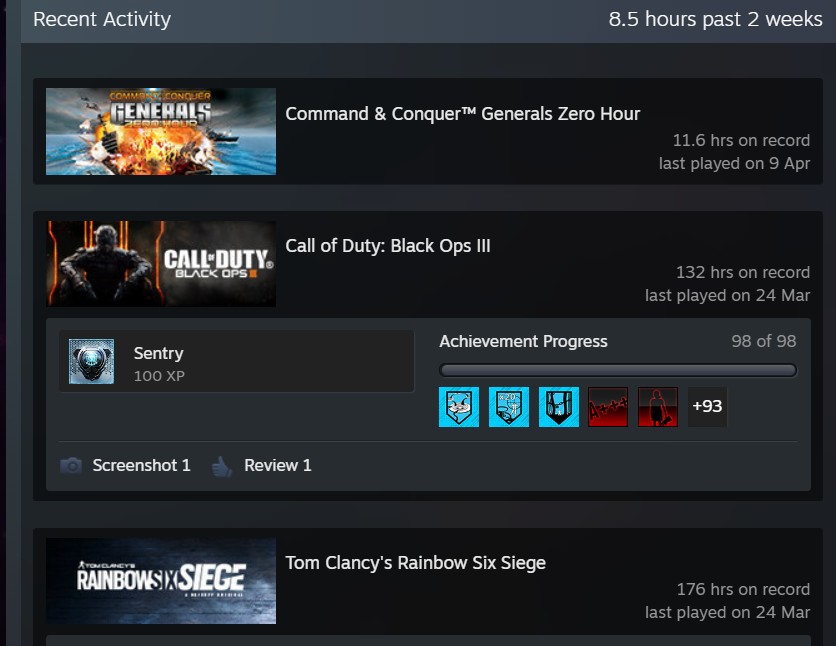 Recent Activity
8.5 hours past 2 weeks
COMMAND & CONQUER
GENERALS
ZERO HOUR
Command & Conquer™ Generals Zero Hour
11.6 hrs on record
last played on 9 Apr
CALL OF DUTY®
BLACK OPS III
Call of Duty: Black Ops III
132 hrs on record
last played on 24 Mar
Sentry
100 XP
Achievement Progress
98 of 98
x20
A+++
+93
Screenshot 1
Review 1
TOM CLANCY'S
RAINBOW SIX SIEGE
Tom Clancy's Rainbow Six Siege
176 hrs on record
last played on 24 Mar